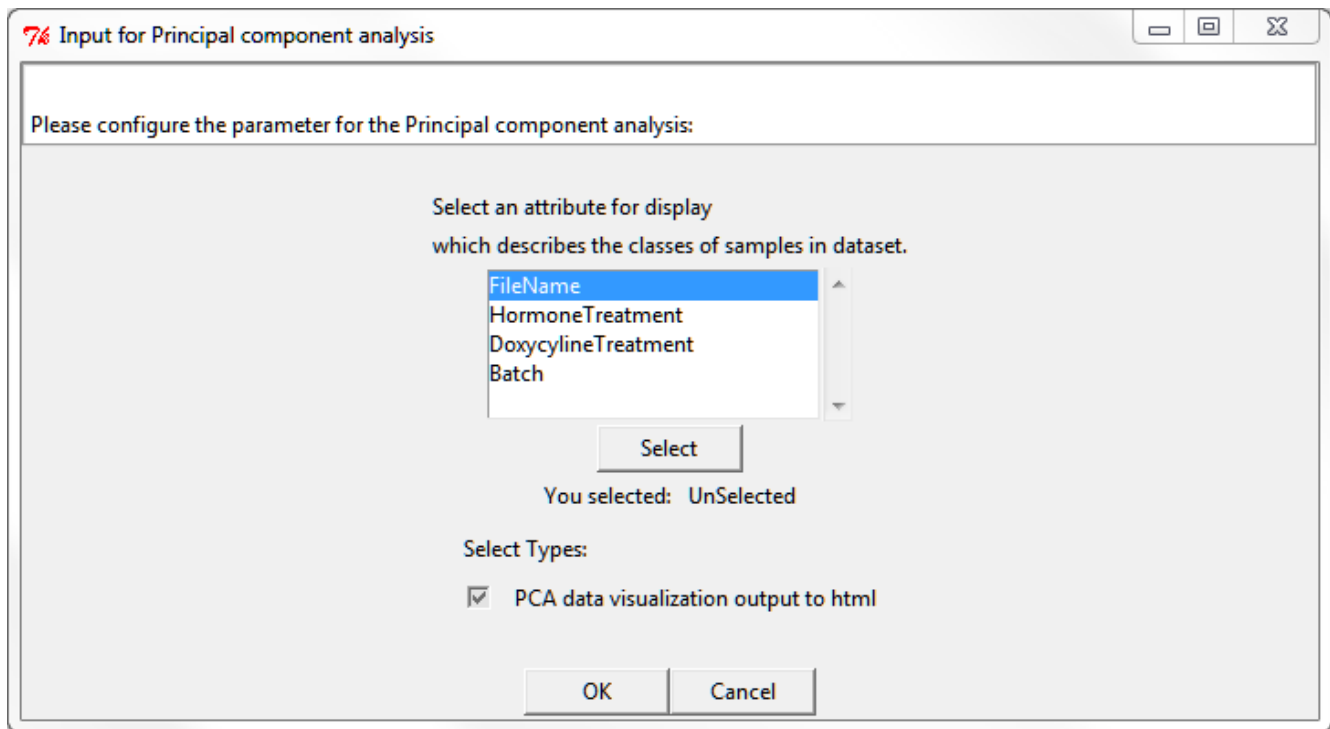 Input for Principal component analysis
Please configure the parameter for the Principal component analysis:
Select an attribute for display
which describes the classes of samples in dataset.
FileName
HormoneTreatment
DoxycylineTreatment
Batch
Select
You selected: UnSelected
Select Types:
PCA data visualization output to html
OK Cancel